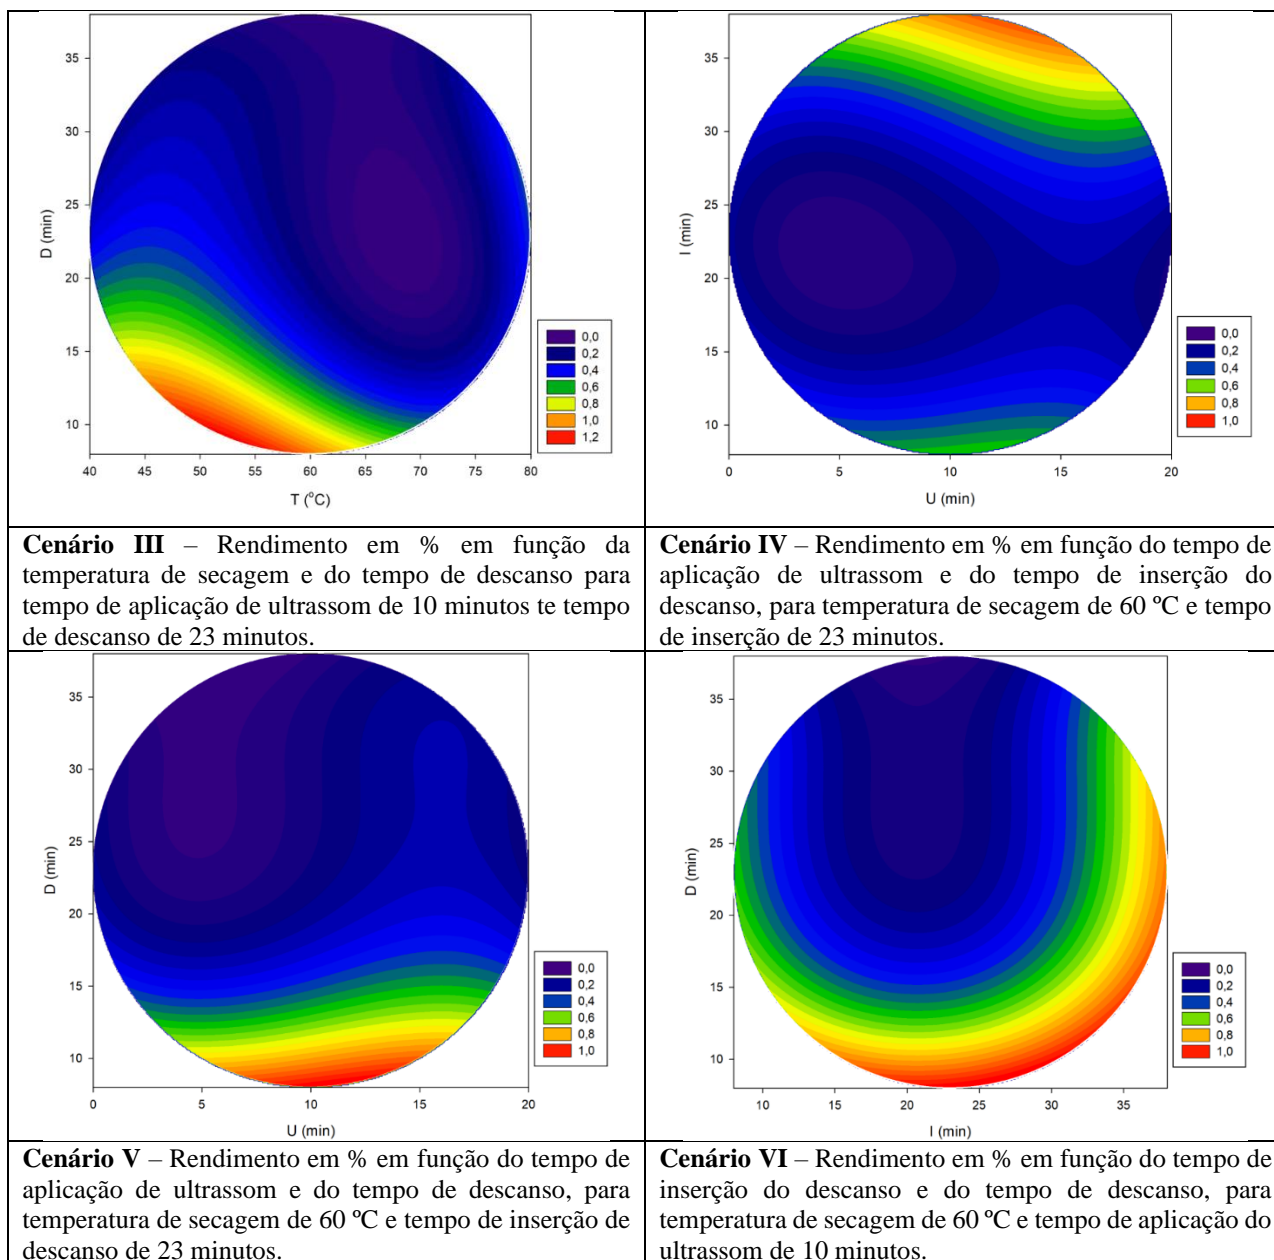 35
30
25
20
15
10
D (min)
40 45 50 55 60 65 70 75 80
T (°C)
0,0
0,2
0,4
0,6
0,8
1,0
1,2
35
30
25
20
15
10
I (min)
0 5 10 15 20
U (min)
0,0
0,2
0,4
0,6
0,8
1,0
Cenário III – Rendimento em % em função da
temperatura de secagem e do tempo de descanso para
tempo de aplicação de ultrassom de 10 minutos te tempo
de descanso de 23 minutos.
Cenário IV – Rendimento em % em função do tempo de
aplicação de ultrassom e do tempo de inserção do
descanso, para temperatura de secagem de 60 ºC e tempo
de inserção de 23 minutos.
35
30
25
20
15
10
D (min)
0 5 10 15 20
U (min)
0,0
0,2
0,4
0,6
0,8
1,0
35
30
25
20
15
10
D (min)
10 15 20 25 30 35
I (min)
0,0
0,2
0,4
0,6
0,8
1,0
Cenário V – Rendimento em % em função do tempo de
aplicação de ultrassom e do tempo de descanso, para
temperatura de secagem de 60 ºC e tempo de inserção de
descanso de 23 minutos.
Cenário VI – Rendimento em % em função do tempo de
inserção do descanso e do tempo de descanso, para
temperatura de secagem de 60 ºC e tempo de aplicação do
ultrassom de 10 minutos.